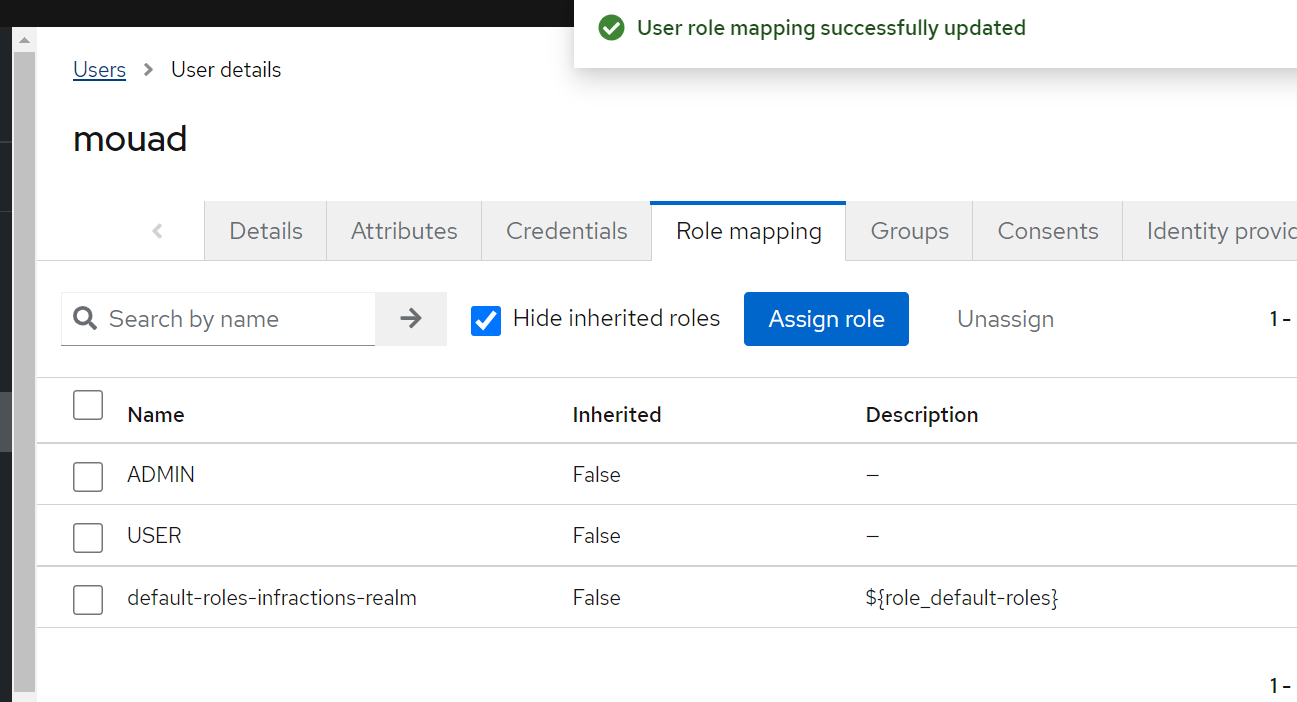 User role mapping successfully updated
Users User details
mouad
Details Attributes Credentials Role mapping Groups Consents Identity provid
Search by name Hide inherited roles Assign role Unassign 1 -
Name Inherited Description
ADMIN False –
USER False –
default-roles-infractions-realm False ${role_default-roles}
1 -